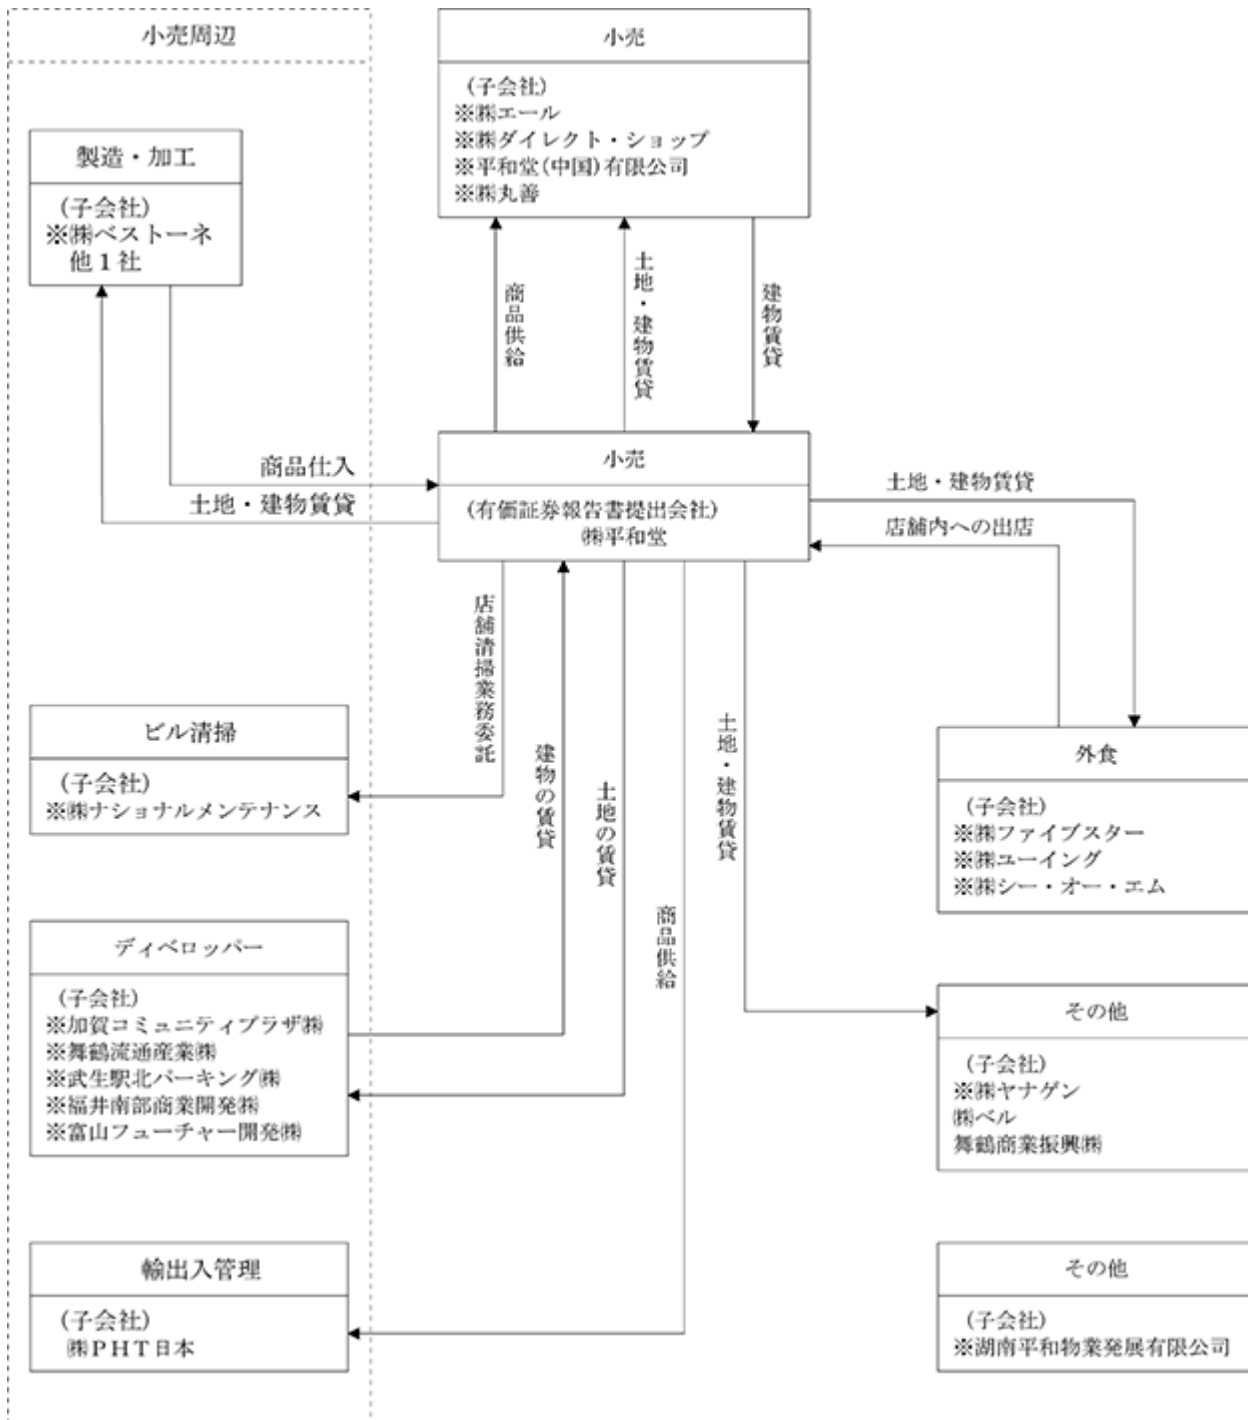 小売周辺
小売
(子会社)
※㈱エール
※㈱ダイレクト・ショップ
※平和堂(中国)有限公司
※㈱丸善
製造・加工
(子会社)
※㈱ベストーネ
他1社
商品供給
土地・建物賃貸
建物賃貸
商品仕入
土地・建物賃貸
小売
(有価証券報告書提出会社)
㈱平和堂
土地・建物賃貸
店舗内への出店
店舗清掃業務委託
建物の賃貸
土地の賃貸
商品供給
土地・建物賃貸
ビル清掃
(子会社)
※㈱ナショナルメンテナンス
外食
(子会社)
※㈱ファイブスター
※㈱ユーイング
※㈱シー・オー・エム
ディベロッパー
(子会社)
※加賀コミュニティプラザ㈱
※舞鶴流通産業㈱
※武生駅北パーキング㈱
※福井南部商業開発㈱
※富山フューチャー開発㈱
その他
(子会社)
※㈱ヤナゲン
㈱ベル
舞鶴商業振興㈱
輸出入管理
(子会社)
㈱PHT日本
その他
(子会社)
※湖南平和物業発展有限公司